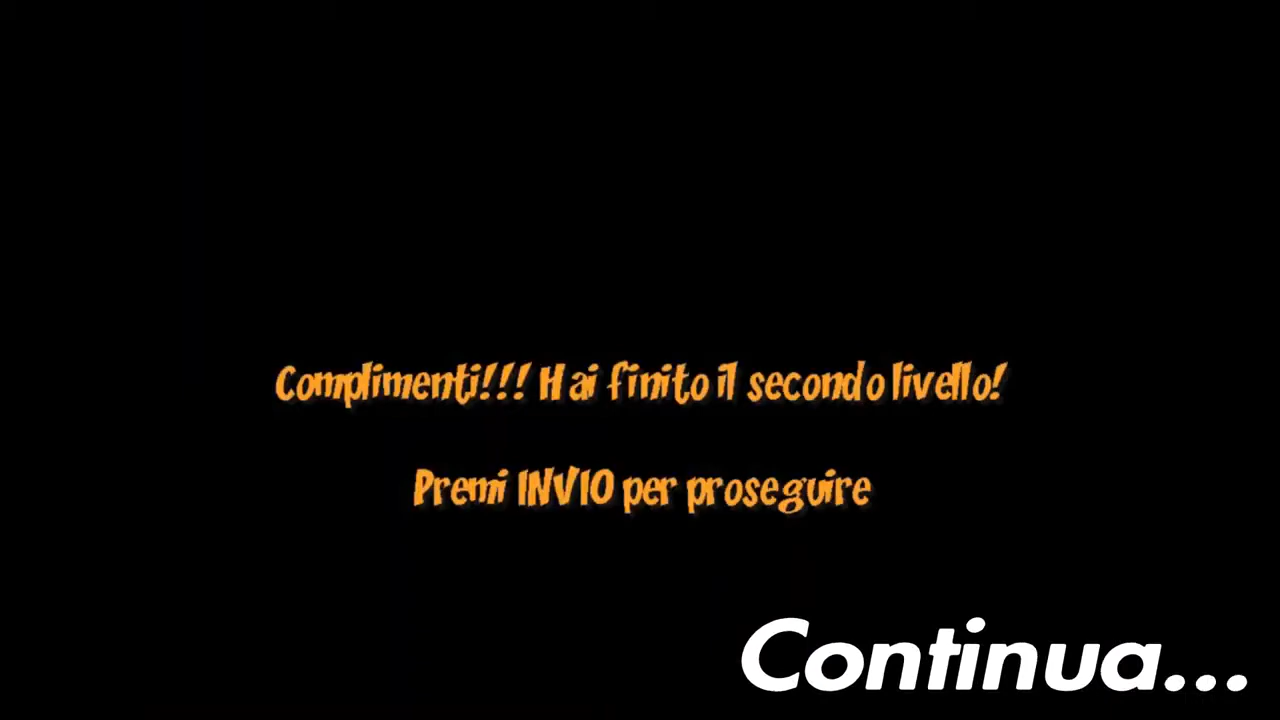 Complimenti!!! Hai finito il secondo livello!
Premi INVIO per proseguire
Continua...